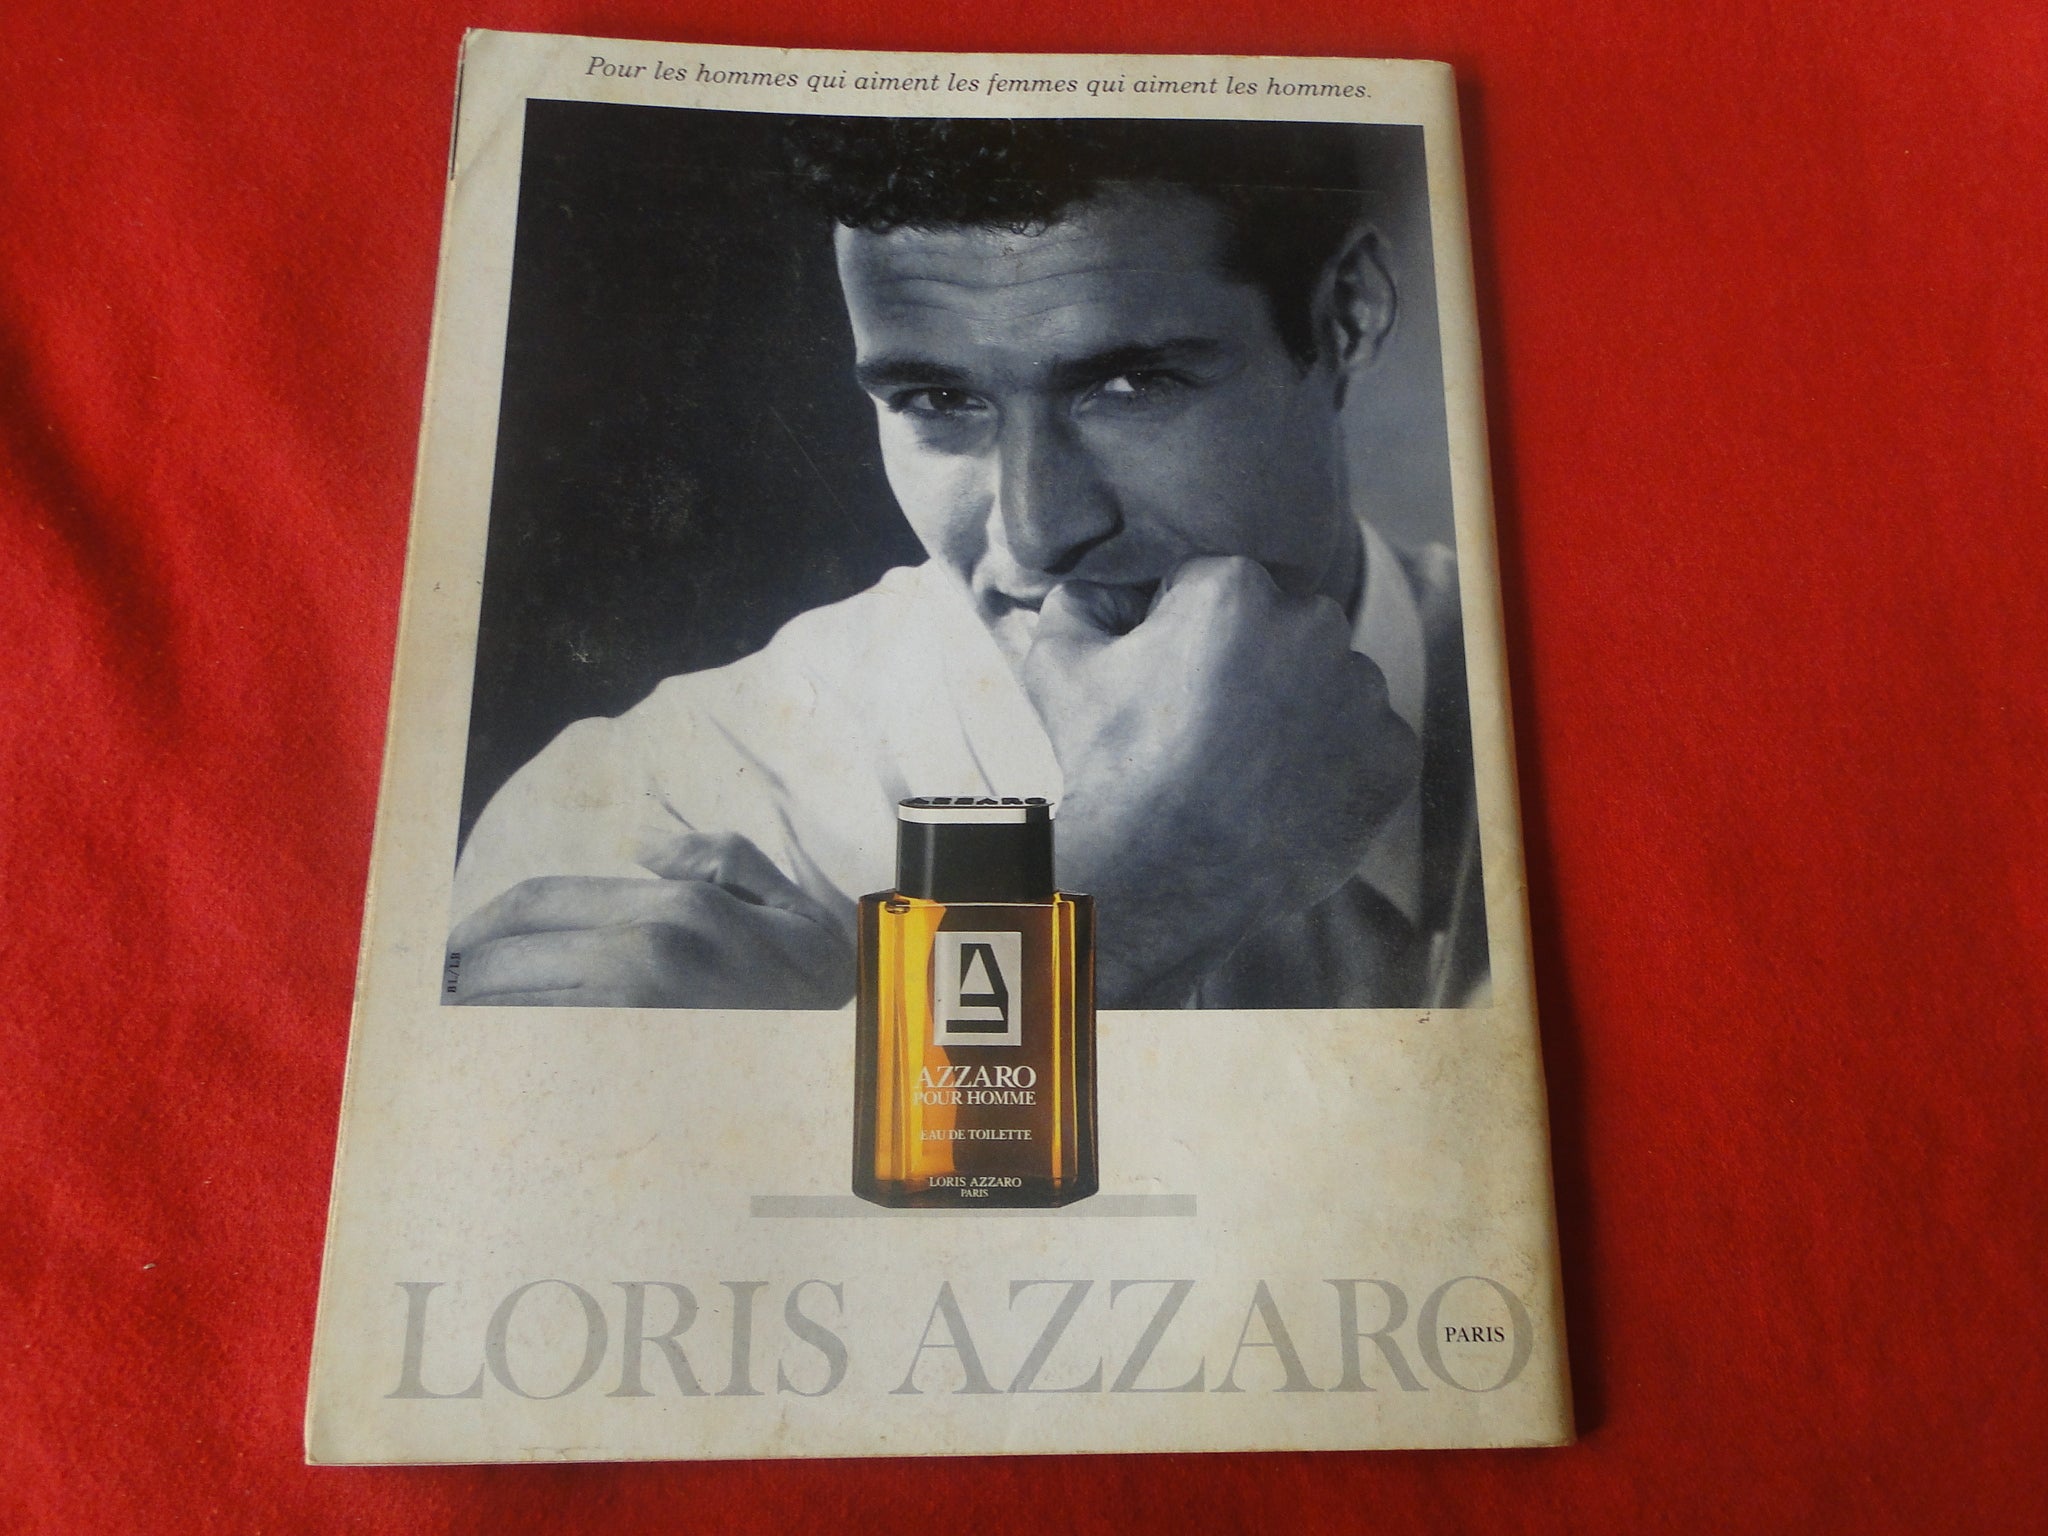 Pour les hommes qui aiment les femmes qui aiment les hommes.
AZZARO
AZZARO
POUR HOMME
EAU DE TOILETTE
LORIS AZZARO
PARIS
LORIS AZZARO
PARIS